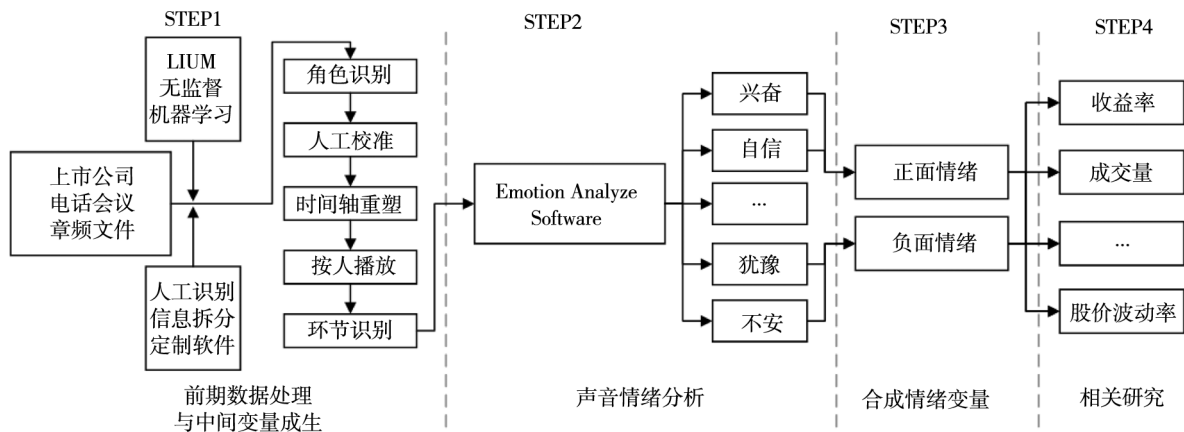 STEP1
LIUM
无监督
机器学习
上市公司
电话会议
章频文件
人工识别
信息拆分
定制软件
角色识别
人工校准
时间轴重塑
按人播放
环节识别
前期数据处理
与中间变量成生
STEP2
Emotion Analyze
Software
兴奋
自信
...
犹豫
不安
声音情绪分析
STEP3
正面情绪
负面情绪
合成情绪变量
STEP4
收益率
成交量
...
股价波动率
相关研究